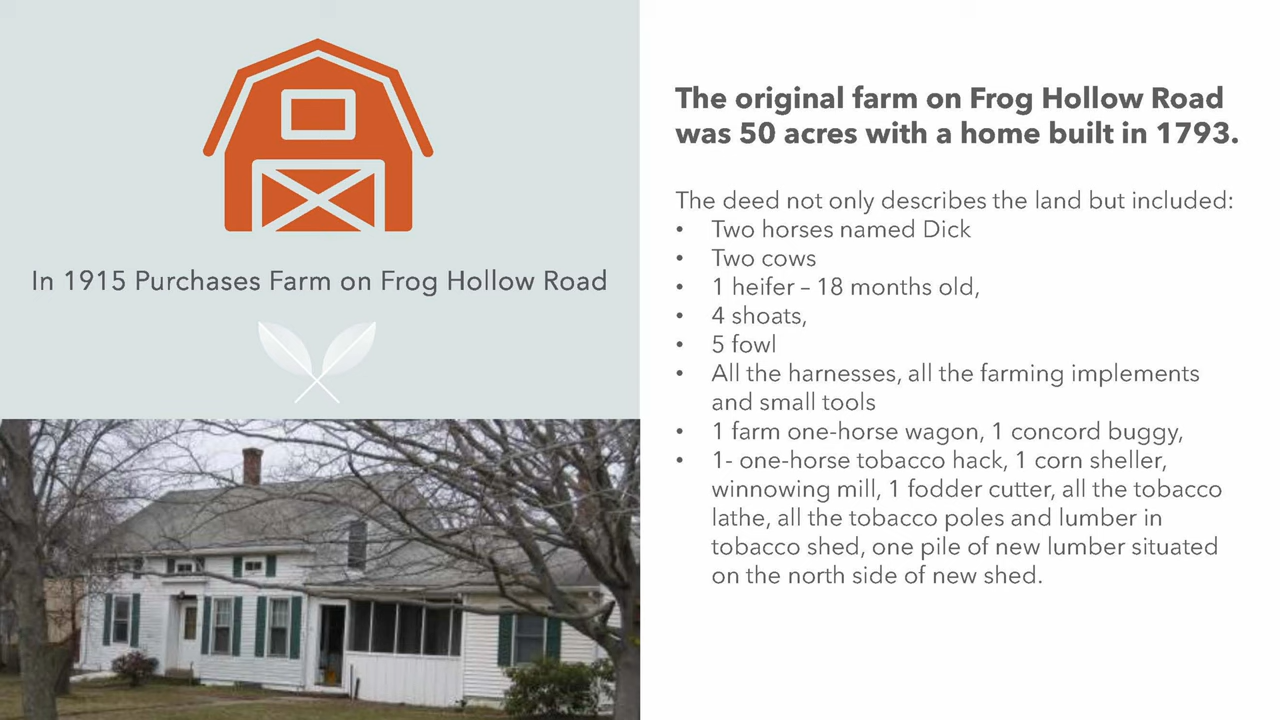 In 1915 Purchases Farm on Frog Hollow Road
The original farm on Frog Hollow Road
was 50 acres with a home built in 1793.
The deed not only describes the land but included:
• Two horses named Dick
• Two cows
• 1 heifer – 18 months old,
• 4 shoats,
• 5 fowl
• All the harnesses, all the farming implements
and small tools
• 1 farm one-horse wagon, 1 concord buggy,
• 1- one-horse tobacco hack, 1 corn sheller,
winnowing mill, 1 fodder cutter, all the tobacco
lathe, all the tobacco poles and lumber in
tobacco shed, one pile of new lumber situated
on the north side of new shed.